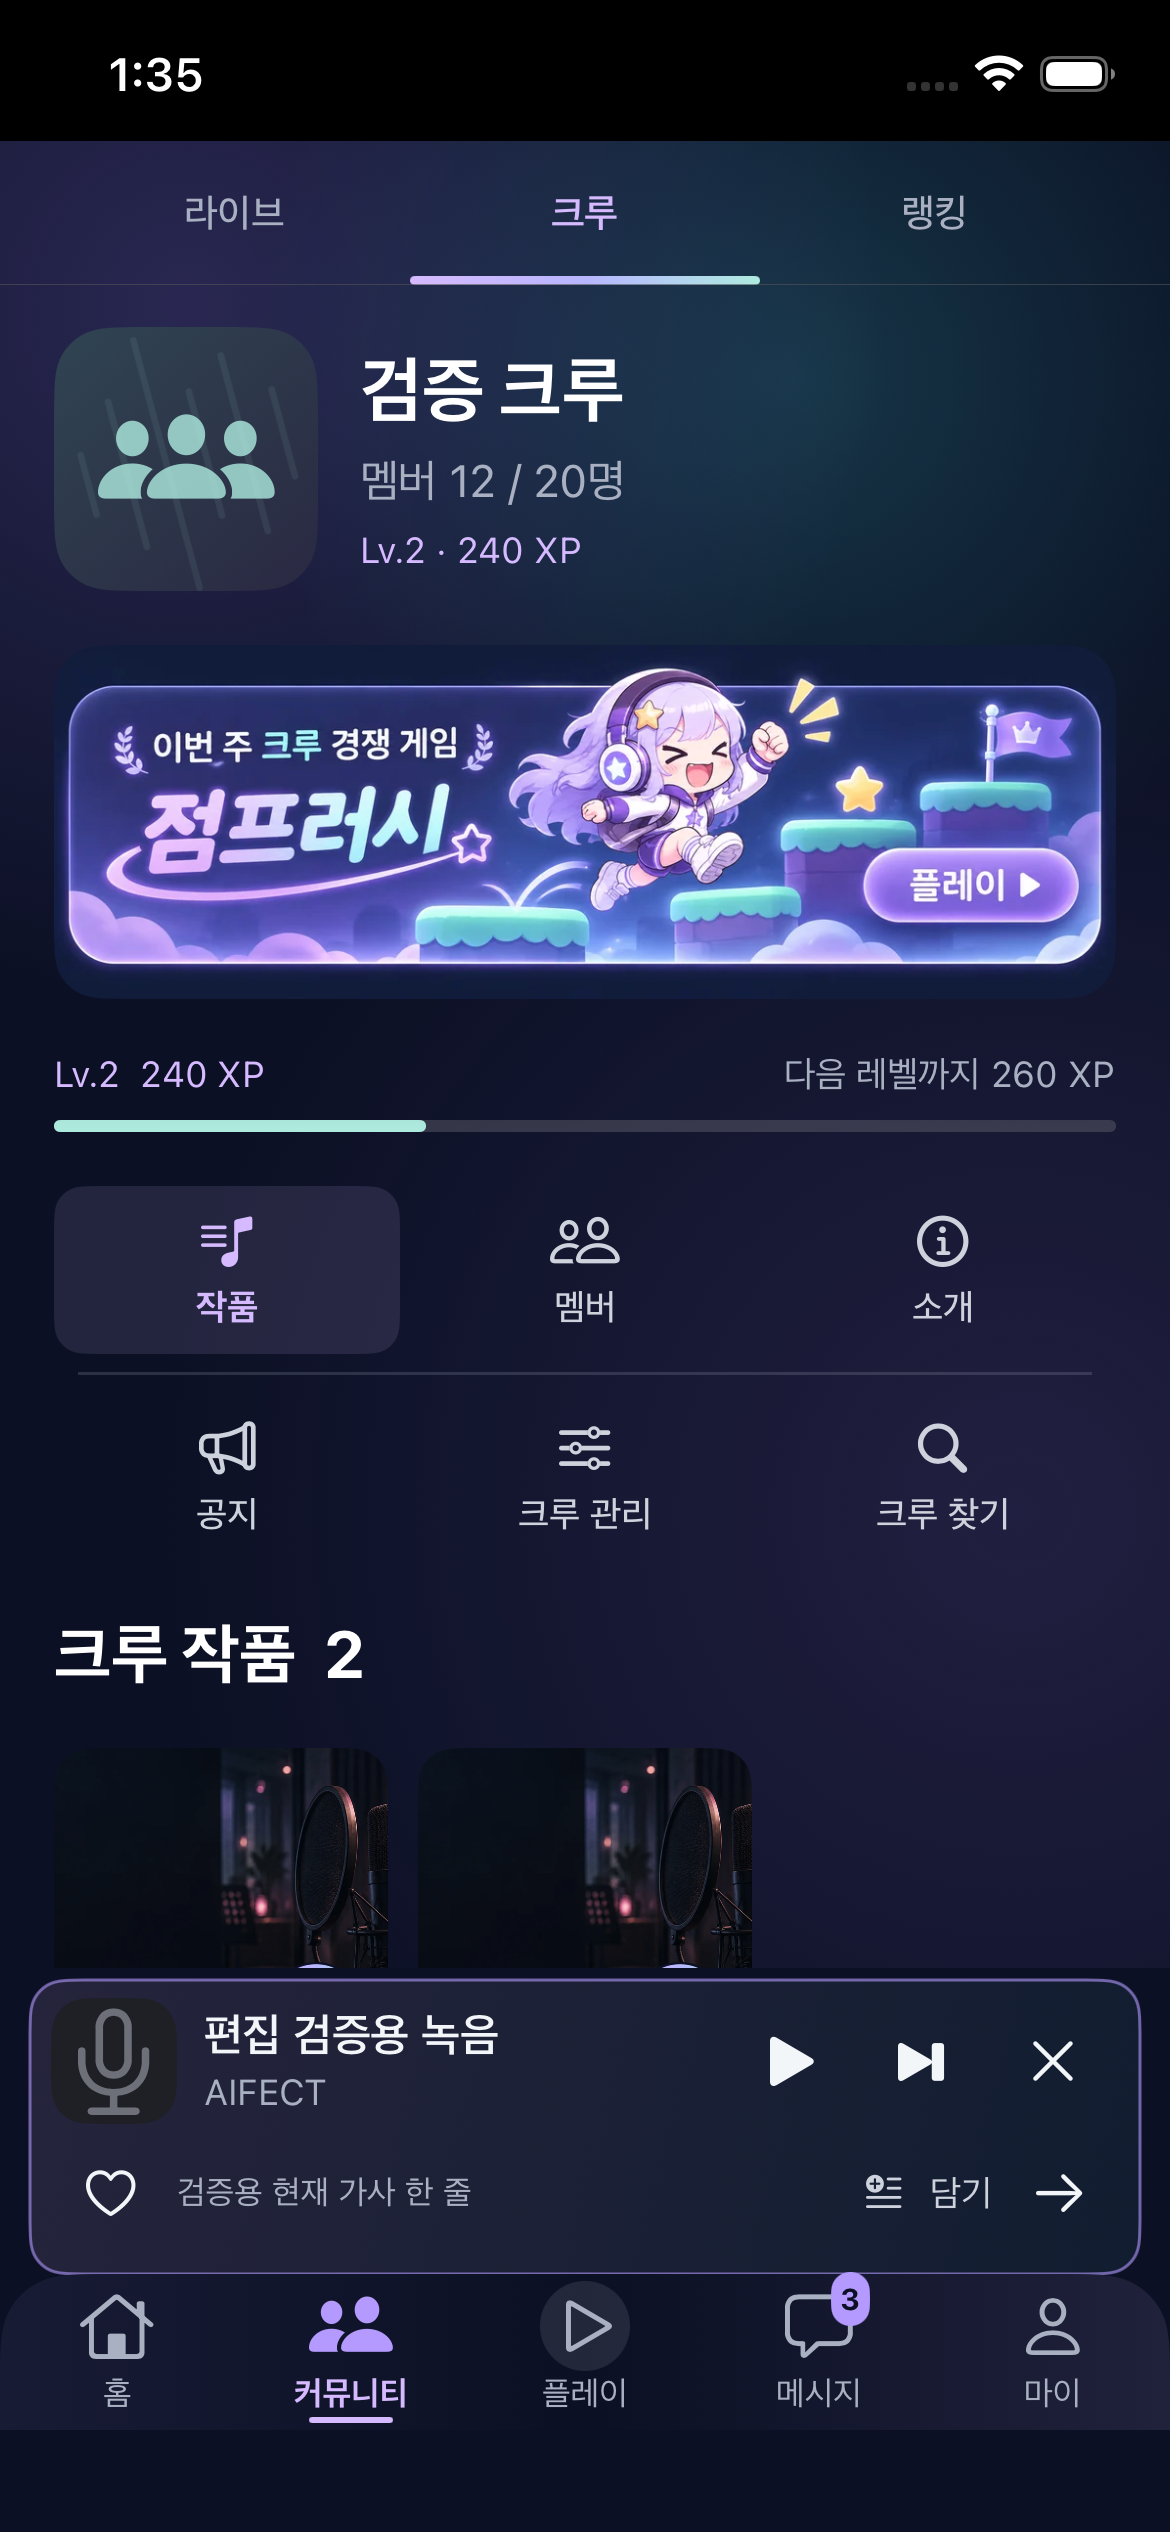 1:35
라이브
크루
랭킹
검증 크루
멤버 12 / 20명
Lv.2 · 240 XP
이번 주 크루 경쟁 게임
점프러시
플레이
Lv.2 240 XP
다음 레벨까지 260 XP
작품
멤버
소개
공지
크루 관리
크루 찾기
크루 작품 2
편집 검증용 녹음
AIFECT
검증용 현재 가사 한 줄
담기
3
홈
커뮤니티
플레이
메시지
마이